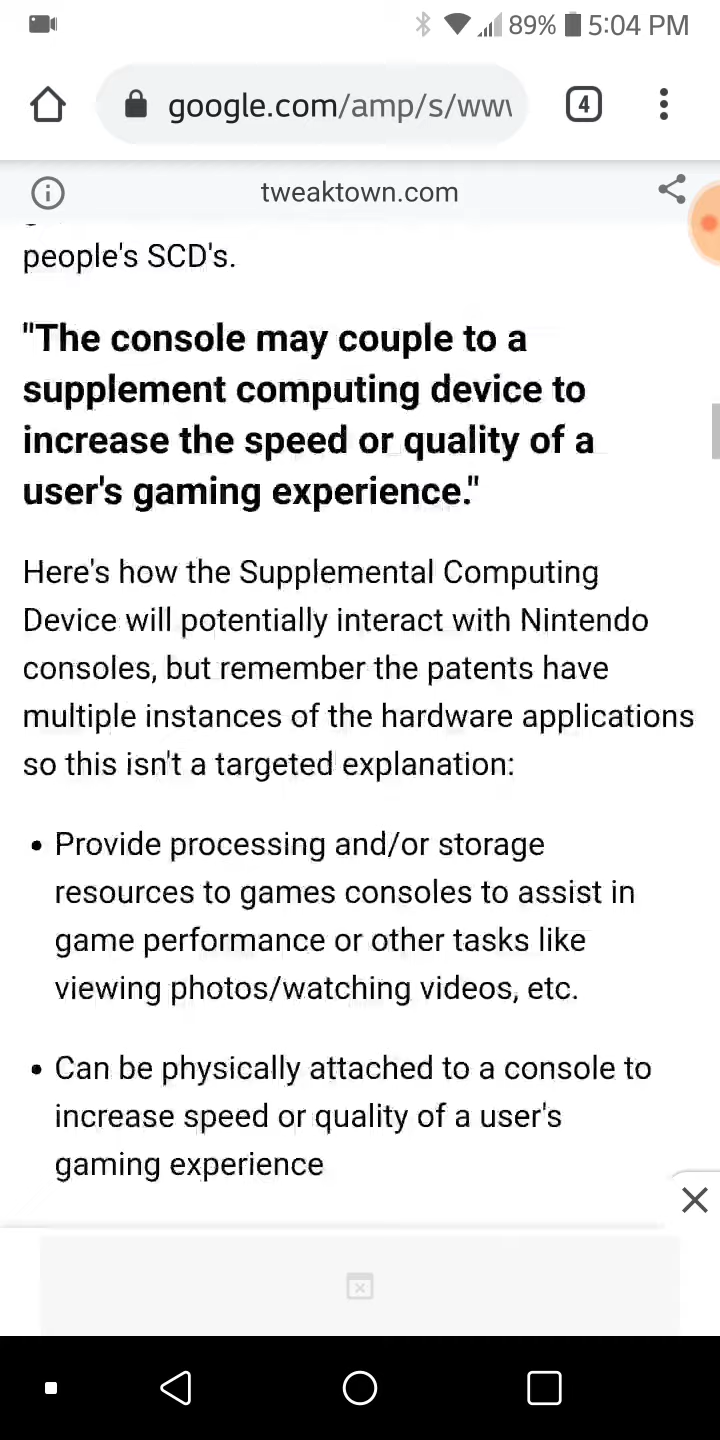 89% 5:04 PM
google.com/amp/s/www
4
tweaktown.com
people's SCD's.
"The console may couple to a
supplement computing device to
increase the speed or quality of a
user's gaming experience."
Here's how the Supplemental Computing
Device will potentially interact with Nintendo
consoles, but remember the patents have
multiple instances of the hardware applications
so this isn't a targeted explanation:
• Provide processing and/or storage
resources to games consoles to assist in
game performance or other tasks like
viewing photos/watching videos, etc.
• Can be physically attached to a console to
increase speed or quality of a user's
gaming experience